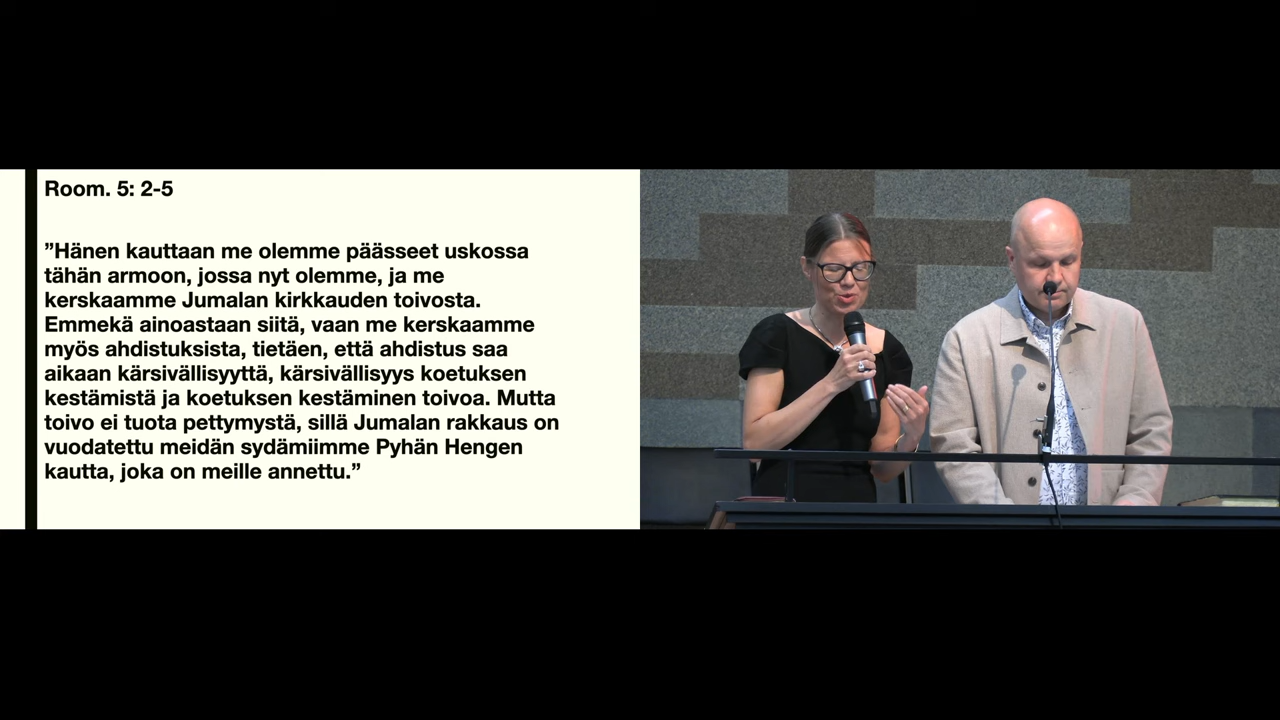 Room. 5: 2-5
”Hänen kauttaan me olemme päässeet uskossa
tähän armoon, jossa nyt olemme, ja me
kerskaamme Jumalan kirkkauden toivosta.
Emmekä ainoastaan siitä, vaan me kerskaamme
myös ahdistuksista, tietäen, että ahdistus saa
aikaan kärsivällisyyttä, kärsivällisyys koetuksen
kestämistä ja koetuksen kestäminen toivoa. Mutta
toivo ei tuota pettymystä, sillä Jumalan rakkaus on
vuodatettu meidän sydämiimme Pyhän Hengen
kautta, joka on meille annettu.”